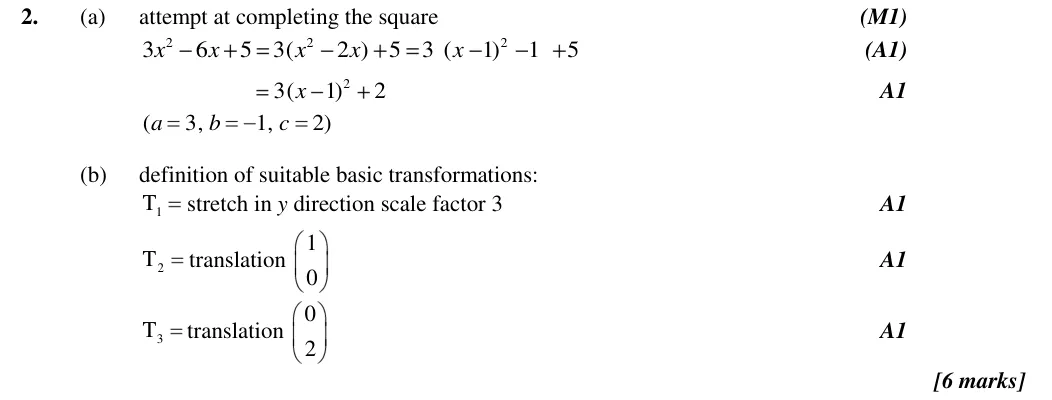 2. (a) attempt at completing the square (M1)
3x² − 6x + 5 = 3(x² − 2x) + 5 = 3 (x − 1)² − 1 + 5 (A1)
= 3(x − 1)² + 2 A1
(a = 3, b = −1, c = 2)
(b) definition of suitable basic transformations:
T₁ = stretch in y direction scale factor 3 A1
T₂ = translation (1 0) A1
T₃ = translation (0 2) A1
[6 marks]